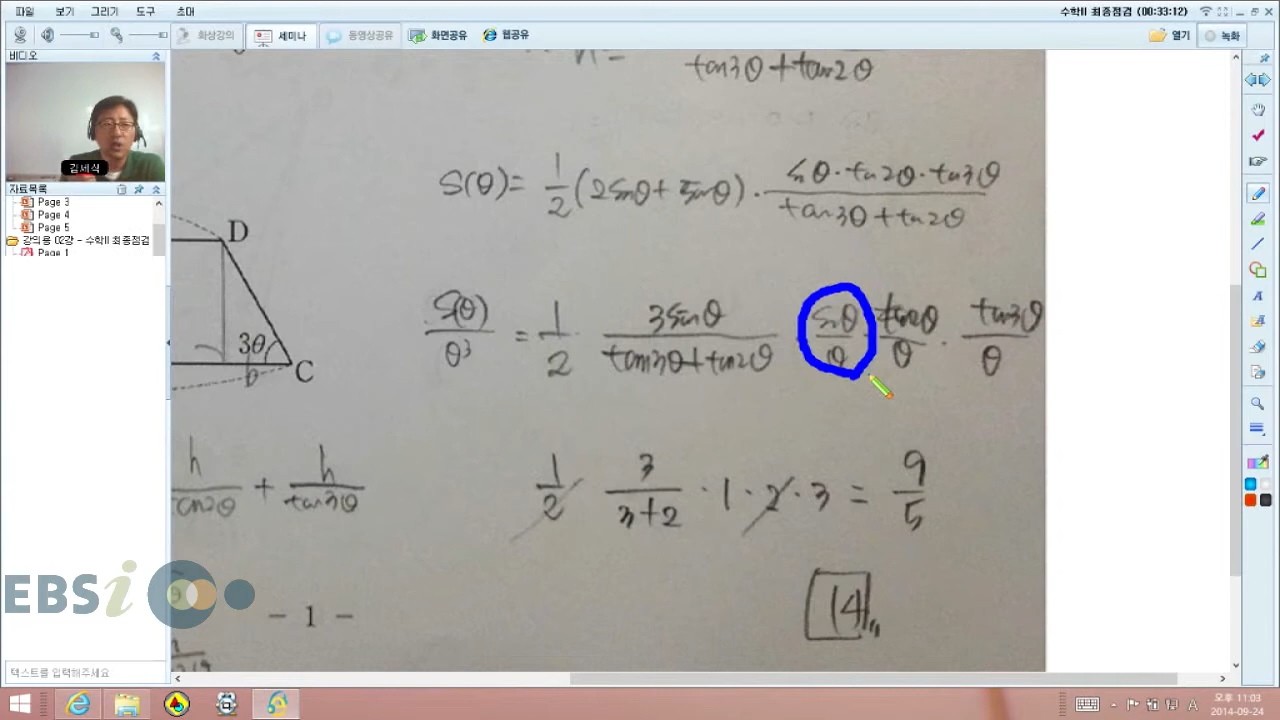 파일 보기 그리기 도구 초대
수학II 최종점검 (00:33:12)
화상강의 세미나 동영상공유 화면공유 웹공유 열기 녹화
비디오
김세식
자료목록
Page 3
Page 4
Page 5
강의용 02강 - 수학II 최종점검
Page 1
tan3θ+tan2θ
S(θ)= 1/2 (2sinθ+sinθ) · sinθ·tan2θ·tan3θ / tan3θ+tan2θ
D
S(θ)/θ³ = 1/2 · 3sinθ / tan3θ+tan2θ · sinθ/θ · tan2θ/θ · tan3θ/θ
3θ
C
h/tan2θ + h/tan3θ
1/2 · 3/3+2 · 1 · 2 · 3 = 9/5
EBSi
- 1 -
14
텍스트를 입력해주세요
오후 11:03
2014-09-24